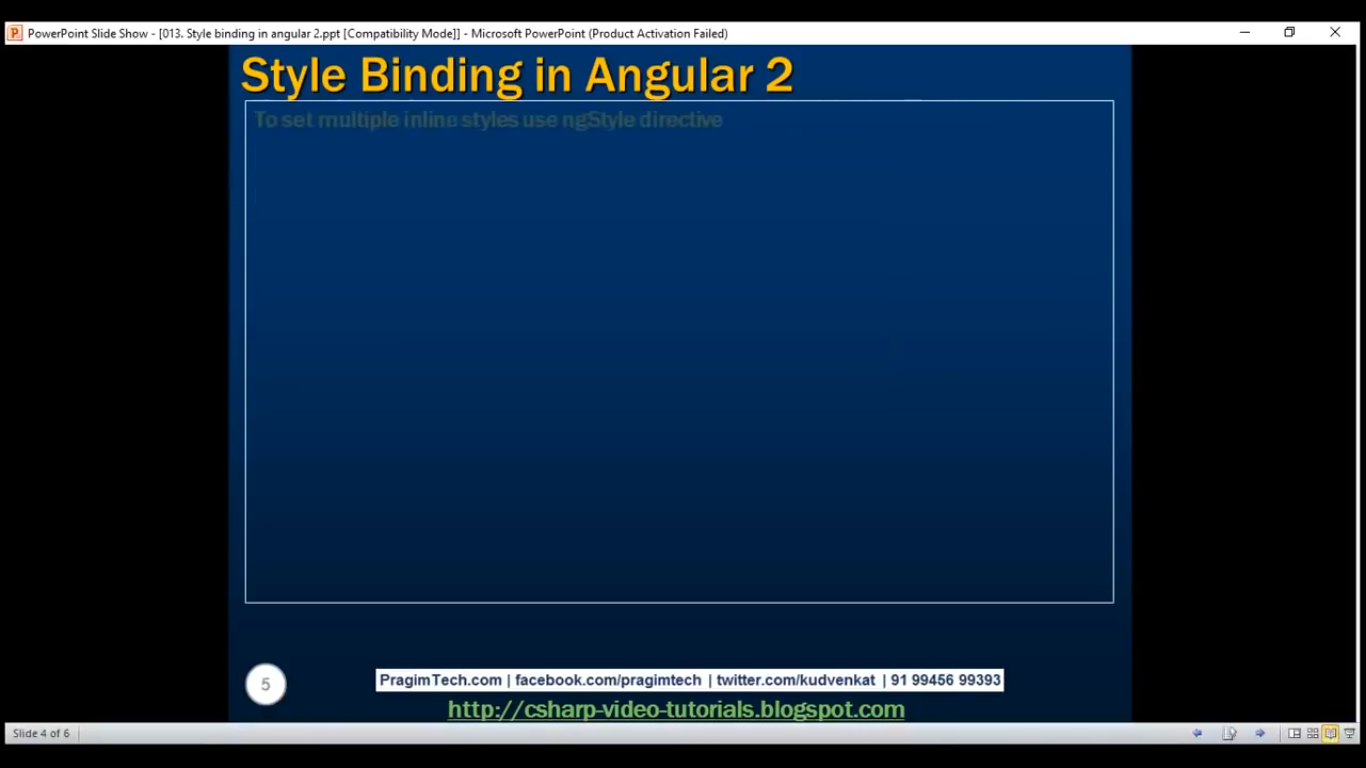 PowerPoint Slide Show - [013. Style binding in angular 2.ppt [Compatibility Mode]] - Microsoft PowerPoint (Product Activation Failed)
Style Binding in Angular 2
To set multiple inline styles use ngStyle directive
5
PragimTech.com | facebook.com/pragimtech | twitter.com/kudvenkat | 91 99456 99393
http://csharp-video-tutorials.blogspot.com
Slide 4 of 6